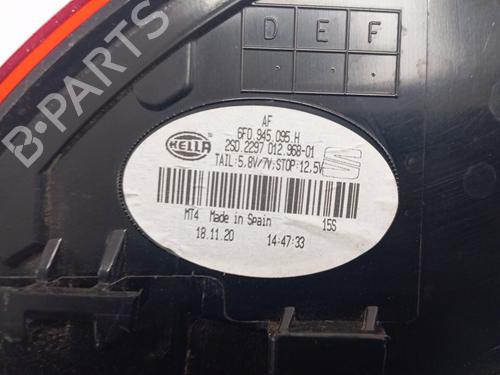 B-PARTS
D E F
AF
6F0.945.095.H
HELLA
2SD.2297 012.968-01
TAIL:5,8V/7V;STOP:12,5V
MT4 Made in Spain 15S
18.11.20 14:47:33